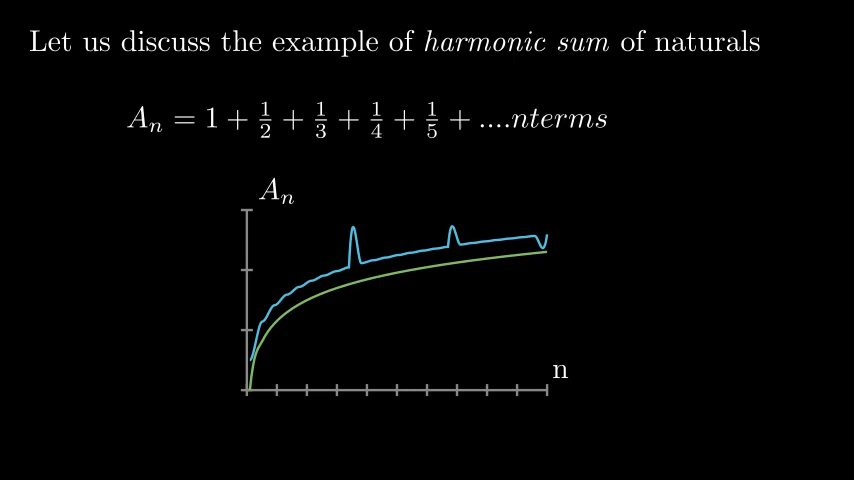 Let us discuss the example of harmonic sum of naturals
A_n = 1 + 1/2 + 1/3 + 1/4 + 1/5 + ....nterms
A_n
n